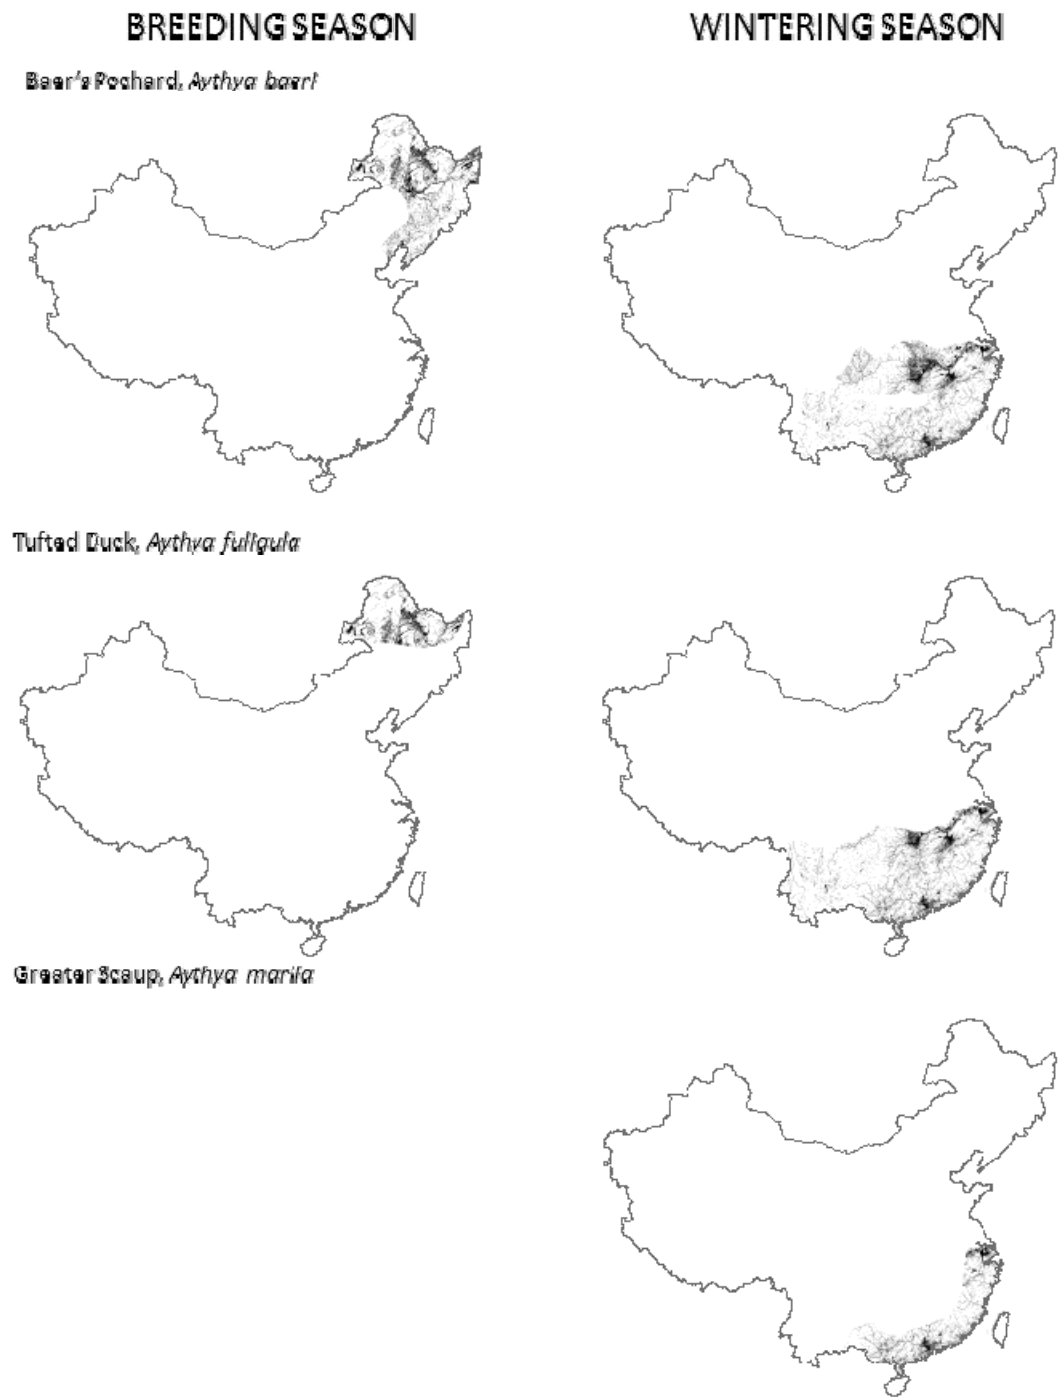 BREEDING SEASON
WINTERING SEASON
Baer's Pochard, Aythya baeri
Tufted Duck, Aythya fuligula
Greater Scaup, Aythya marila